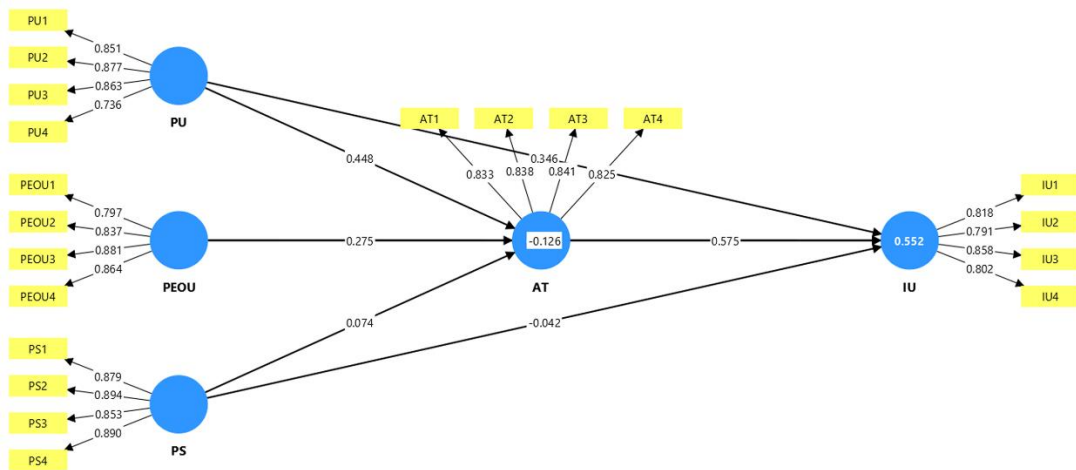 PU1
PU2
PU3
PU4
0.851
0.877
0.863
0.736
PU
AT1
AT2
AT3
AT4
0.833
0.838
0.841
0.825
0.448
0.346
PEOU1
PEOU2
PEOU3
PEOU4
0.797
0.837
0.881
0.864
PEOU
0.275
-0.126
AT
0.575
0.552
IU
0.818
0.791
0.858
0.802
IU1
IU2
IU3
IU4
0.074
-0.042
PS1
PS2
PS3
PS4
0.879
0.894
0.853
0.890
PS